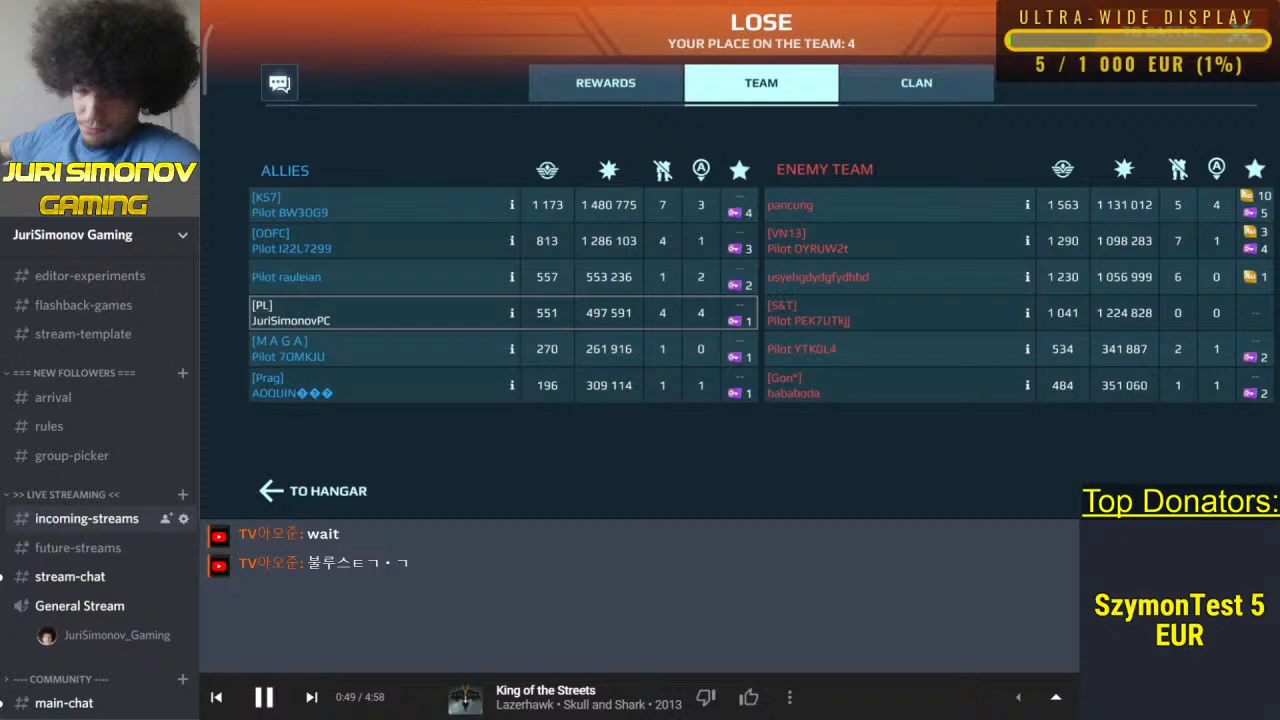 LOSE
YOUR PLACE ON THE TEAM: 4
ULTRA-WIDE DISPLAY
5 / 1 000 EUR (1%)
REWARDS
TEAM
CLAN
JURI SIMONOV
GAMING
JuriSimonov Gaming
# editor-experiments
# flashback-games
# stream-template
=== NEW FOLLOWERS ===
# arrival
# rules
# group-picker
>> LIVE STREAMING <<
# incoming-streams
# future-streams
# stream-chat
General Stream
JuriSimonov_Gaming
---- COMMUNITY ----
# main-chat
ALLIES
[KS7]
Pilot BW3OG9 1 173 1 480 775 7 3 -- 4
[ODFC]
Pilot I22L7299 813 1 286 103 4 1 -- 3
Pilot rauleian 557 553 236 1 2 -- 2
[PL]
JuriSimonovPC 551 497 591 4 4 -- 1
[M A G A]
Pilot 7OMKJU 270 261 916 1 0 -- 1
[Prag]
AOQUIN��� 196 309 114 1 1 -- 1
ENEMY TEAM
pancung 1 563 1 131 012 5 4 Au 10 5
[VN13]
Pilot OYRUW2t 1 290 1 098 283 7 1 Au 3 4
usyehgdydgfydhbd 1 230 1 056 999 6 0 Au 1
[S&T]
Pilot PEK7UTkjj 1 041 1 224 828 0 0 --
Pilot YTK0L4 534 341 887 2 1 -- 2
[Gon°]
bababoda 484 351 060 1 1 -- 2
TO HANGAR
TV야오준: wait
TV야오준: 불루스ㅌㄱ・ㄱ
Top Donators:
SzymonTest 5
EUR
0:49 / 4:58
King of the Streets
Lazerhawk • Skull and Shark • 2013